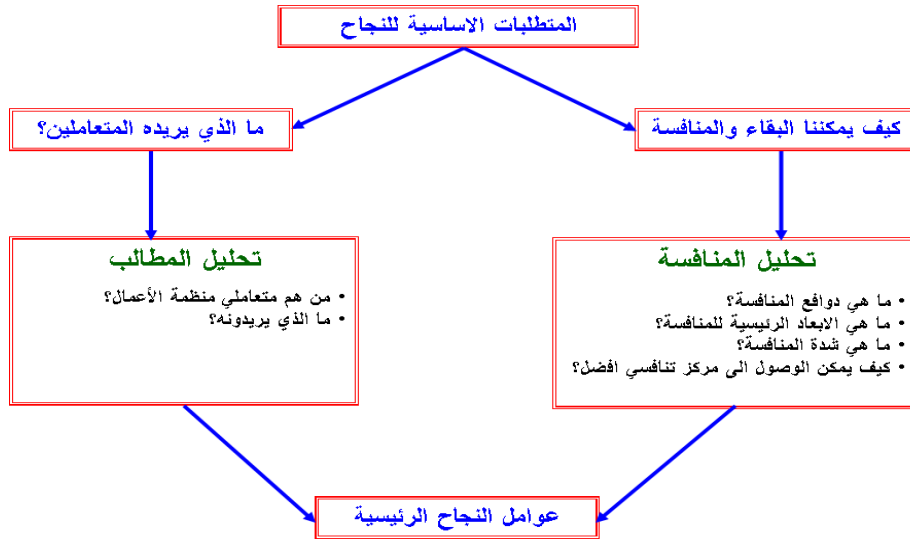 المتطلبات الاساسية للنجاح
كيف يمكننا البقاء والمنافسة
ما الذي يريده المتعاملين؟
تحليل المنافسة
• ما هي دوافع المنافسة؟
• ما هي الابعاد الرئيسية للمنافسة؟
• ما هي شدة المنافسة؟
• كيف يمكن الوصول الى مركز تنافسي افضل؟
تحليل المطالب
• من هم متعاملي منظمة الأعمال؟
• ما الذي يريدونه؟
عوامل النجاح الرئيسية